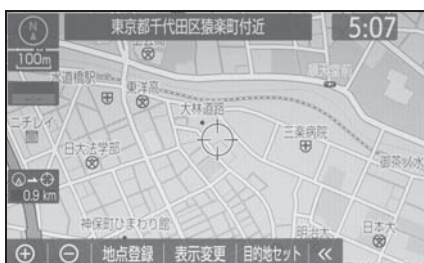 東京都千代田区猿楽町付近
5:07
N
100m
水道橋駅
東洋高
大林道路
ニチレイ
三楽病院
日大法学部
御茶ノ水
0.9 km
神保町ひまわり館
明治大
日本大
地点登録
表示変更
目的地セット